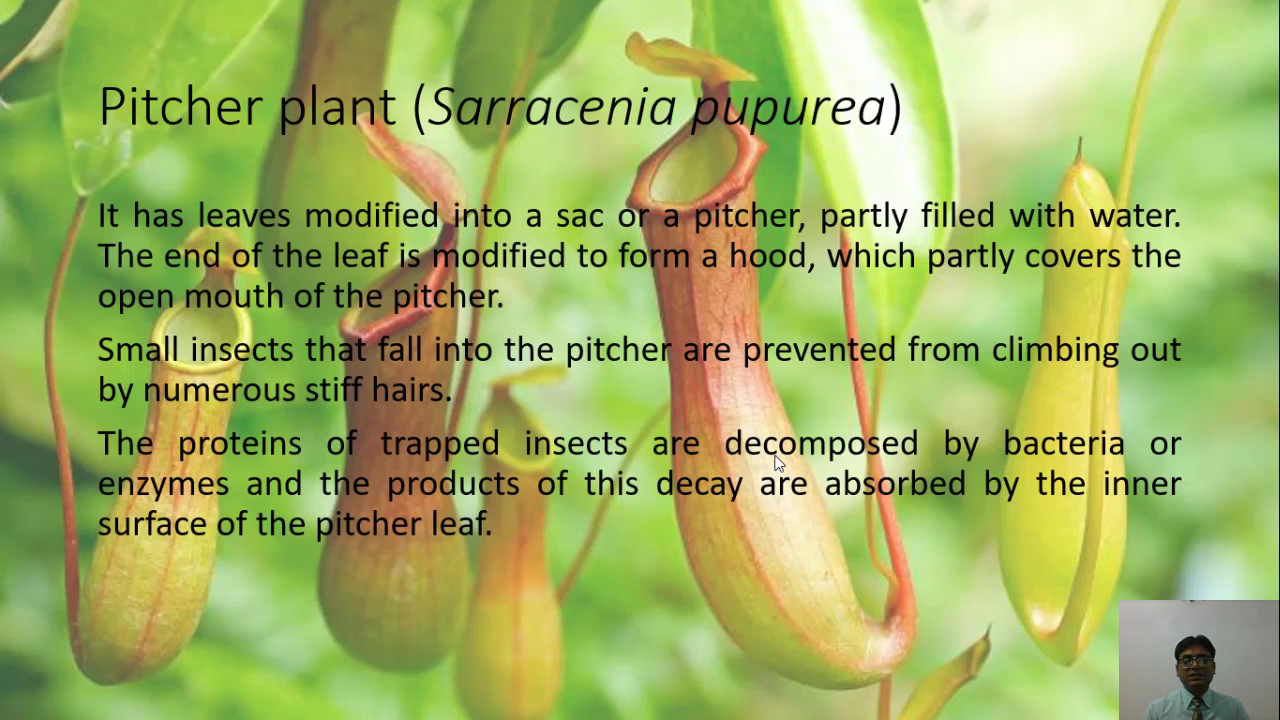 Pitcher plant (Sarracenia pupurea)
It has leaves modified into a sac or a pitcher, partly filled with water.
The end of the leaf is modified to form a hood, which partly covers the
open mouth of the pitcher.
Small insects that fall into the pitcher are prevented from climbing out
by numerous stiff hairs.
The proteins of trapped insects are decomposed by bacteria or
enzymes and the products of this decay are absorbed by the inner
surface of the pitcher leaf.